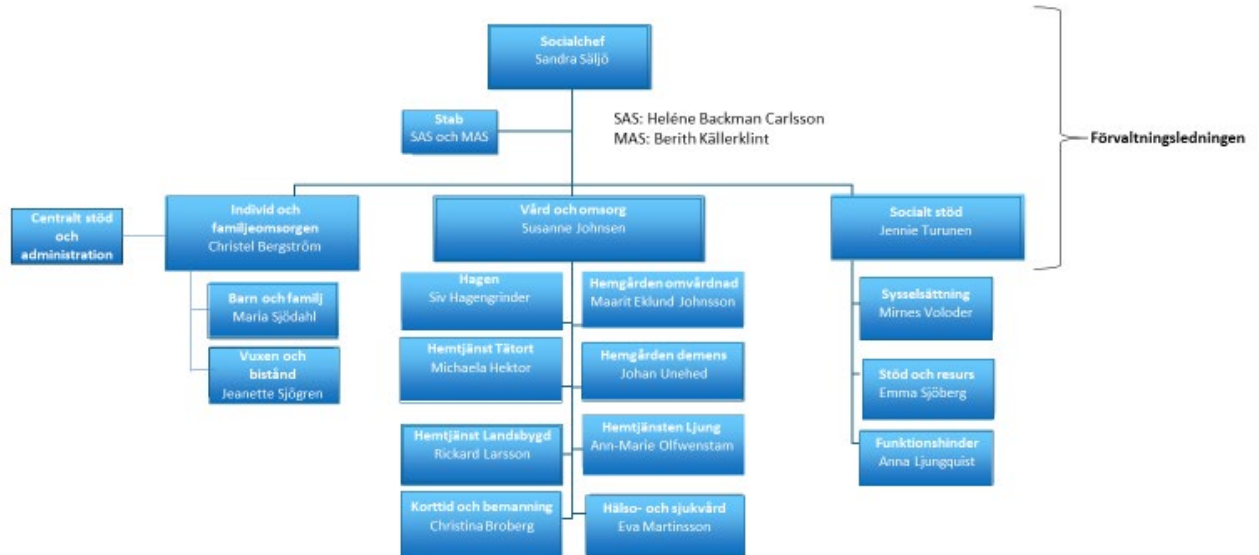 Socialchef
Sandra Säljö
Stab
SAS och MAS
SAS: Heléne Backman Carlsson
MAS: Berith Källerklint
Förvaltningsledningen
Centralt stöd
och
administration
Individ och
familjeomsorgen
Christel Bergström
Vård och omsorg
Susanne Johnsen
Socialt stöd
Jennie Turunen
Barn och familj
Maria Sjödahl
Vuxen och
bistånd
Jeanette Sjögren
Hagen
Siv Hagengrinder
Hemgården omvårdnad
Maarit Eklund Johnsson
Hemtjänst Tätort
Michaela Hektor
Hemgården demens
Johan Unehed
Hemtjänst Landsbygd
Rickard Larsson
Hemtjänsten Ljung
Ann-Marie Olfwenstam
Korttid och bemanning
Christina Broberg
Hälso- och sjukvård
Eva Martinsson
Sysselsättning
Mirnes Voloder
Stöd och resurs
Emma Sjöberg
Funktionshinder
Anna Ljungquist